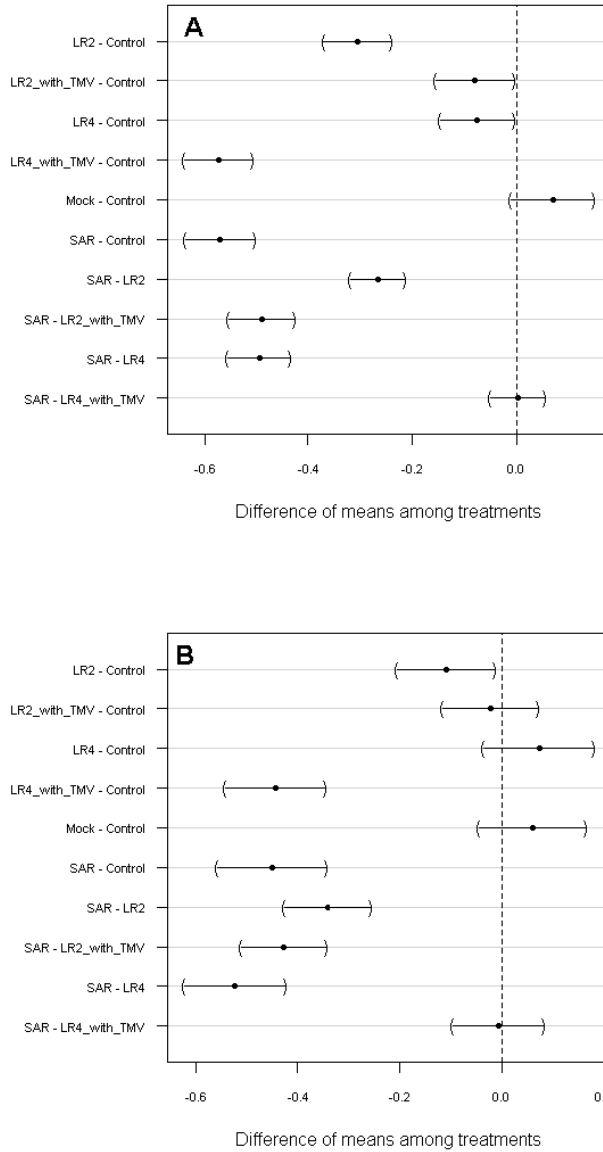 A
LR2 - Control
LR2_with_TMV - Control
LR4 - Control
LR4_with_TMV - Control
Mock - Control
SAR - Control
SAR - LR2
SAR - LR2_with_TMV
SAR - LR4
SAR - LR4_with_TMV
-0.6 -0.4 -0.2 0.0
Difference of means among treatments
B
LR2 - Control
LR2_with_TMV - Control
LR4 - Control
LR4_with_TMV - Control
Mock - Control
SAR - Control
SAR - LR2
SAR - LR2_with_TMV
SAR - LR4
SAR - LR4_with_TMV
-0.6 -0.4 -0.2 0.0
Difference of means among treatments